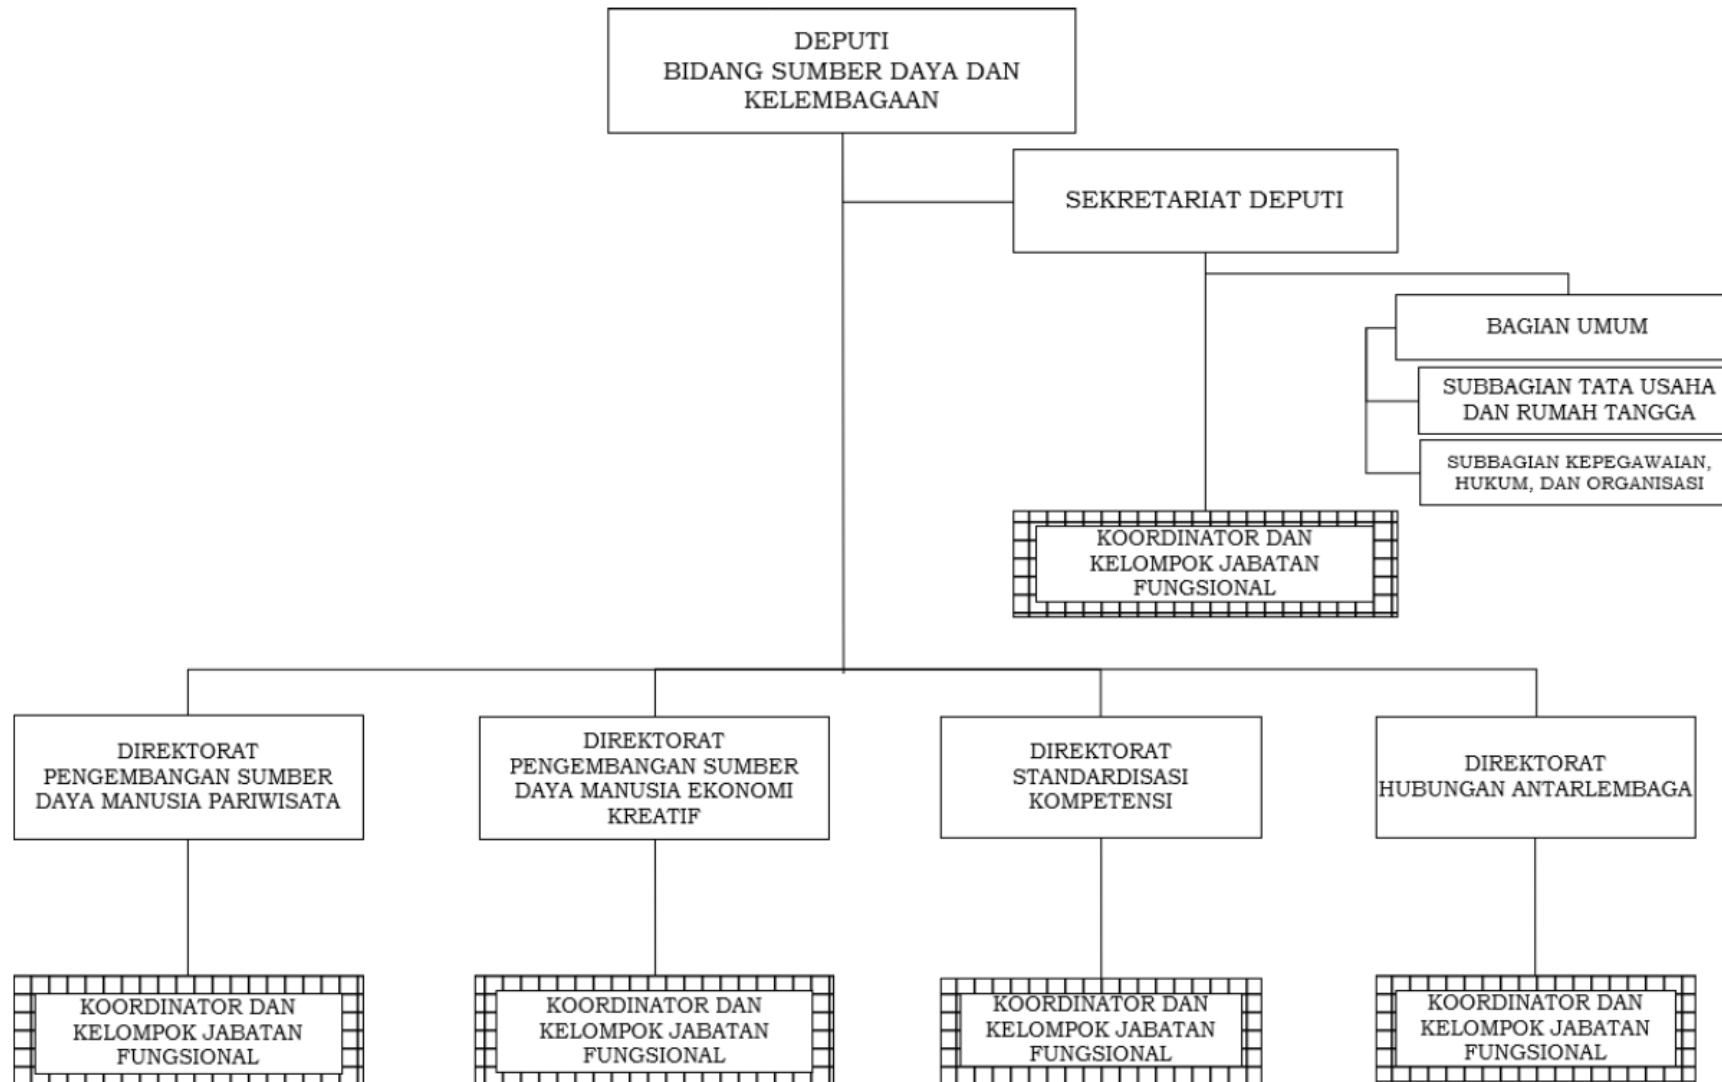 DEPUTI
BIDANG SUMBER DAYA DAN
KELEMBAGAAN
SEKRETARIAT DEPUTI
BAGIAN UMUM
SUBBAGIAN TATA USAHA
DAN RUMAH TANGGA
SUBBAGIAN KEPEGAWAIAN,
HUKUM, DAN ORGANISASI
KOORDINATOR DAN
KELOMPOK JABATAN
FUNGSIONAL
DIREKTORAT
PENGEMBANGAN SUMBER
DAYA MANUSIA PARIWISATA
DIREKTORAT
PENGEMBANGAN SUMBER
DAYA MANUSIA EKONOMI
KREATIF
DIREKTORAT
STANDARDISASI
KOMPETENSI
DIREKTORAT
HUBUNGAN ANTARLEMBAGA
KOORDINATOR DAN
KELOMPOK JABATAN
FUNGSIONAL
KOORDINATOR DAN
KELOMPOK JABATAN
FUNGSIONAL
KOORDINATOR DAN
KELOMPOK JABATAN
FUNGSIONAL
KOORDINATOR DAN
KELOMPOK JABATAN
FUNGSIONAL